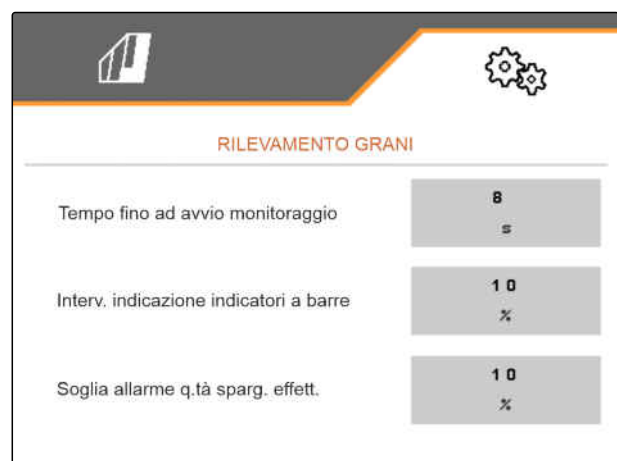 RILEVAMENTO GRANI
Tempo fino ad avvio monitoraggio
8
s
Interv. indicazione indicatori a barre
10
%
Soglia allarme q.tà sparg. effett.
10
%